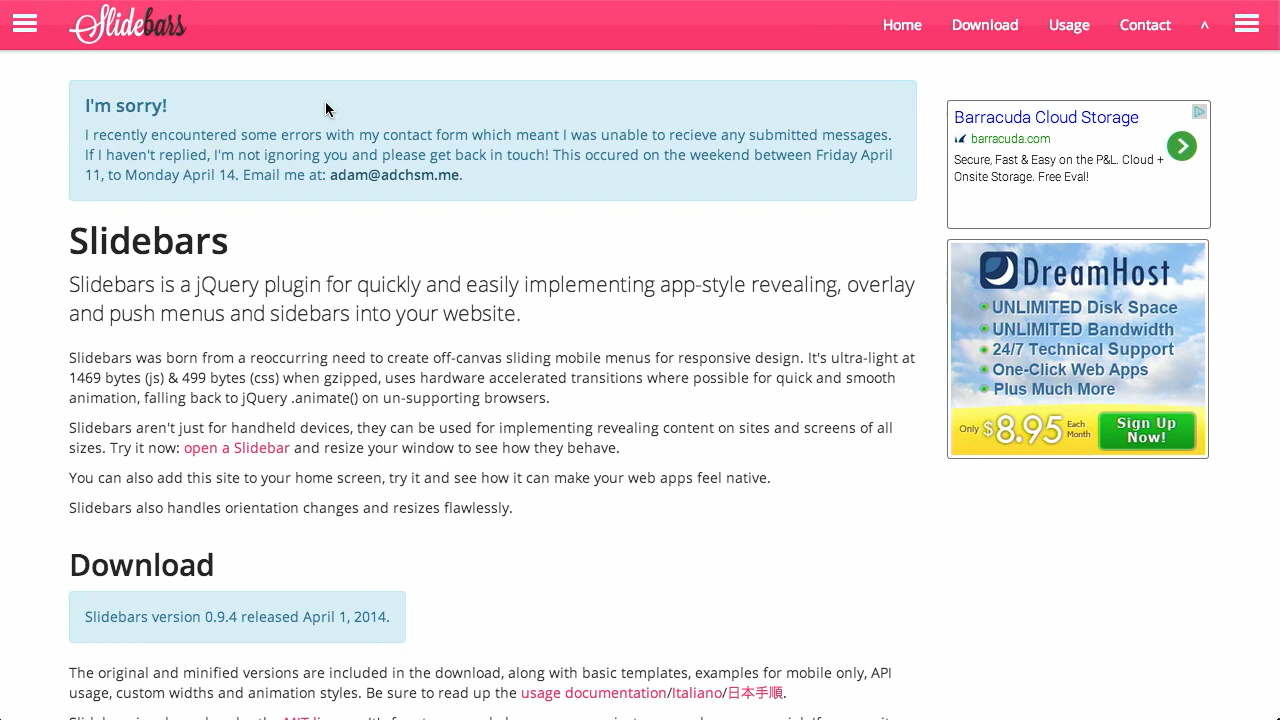 Slidebars
Home Download Usage Contact ^
I'm sorry!
I recently encountered some errors with my contact form which meant I was unable to recieve any submitted messages.
If I haven't replied, I'm not ignoring you and please get back in touch! This occured on the weekend between Friday April
11, to Monday April 14. Email me at: adam@adchsm.me.
Slidebars
Slidebars is a jQuery plugin for quickly and easily implementing app-style revealing, overlay
and push menus and sidebars into your website.
Slidebars was born from a reoccurring need to create off-canvas sliding mobile menus for responsive design. It's ultra-light at
1469 bytes (js) & 499 bytes (css) when gzipped, uses hardware accelerated transitions where possible for quick and smooth
animation, falling back to jQuery .animate() on un-supporting browsers.
Slidebars aren't just for handheld devices, they can be used for implementing revealing content on sites and screens of all
sizes. Try it now: open a Slidebar and resize your window to see how they behave.
You can also add this site to your home screen, try it and see how it can make your web apps feel native.
Slidebars also handles orientation changes and resizes flawlessly.
Download
Slidebars version 0.9.4 released April 1, 2014.
The original and minified versions are included in the download, along with basic templates, examples for mobile only, API
usage, custom widths and animation styles. Be sure to read up the usage documentation/Italiano/日本手順.
Barracuda Cloud Storage
barracuda.com
Secure, Fast & Easy on the P&L. Cloud +
Onsite Storage. Free Eval!
DreamHost
UNLIMITED Disk Space
UNLIMITED Bandwidth
24/7 Technical Support
One-Click Web Apps
Plus Much More
Only $8.95 Each Month
Sign Up
Now!